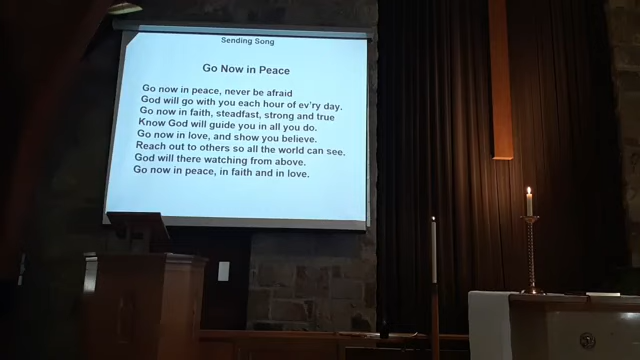 Sending Song
Go Now in Peace
Go now in peace, never be afraid
God will go with you each hour of ev'ry day.
Go now in faith, steadfast, strong and true
Know God will guide you in all you do.
Go now in love, and show you believe.
Reach out to others so all the world can see.
God will there watching from above.
Go now in peace, in faith and in love.